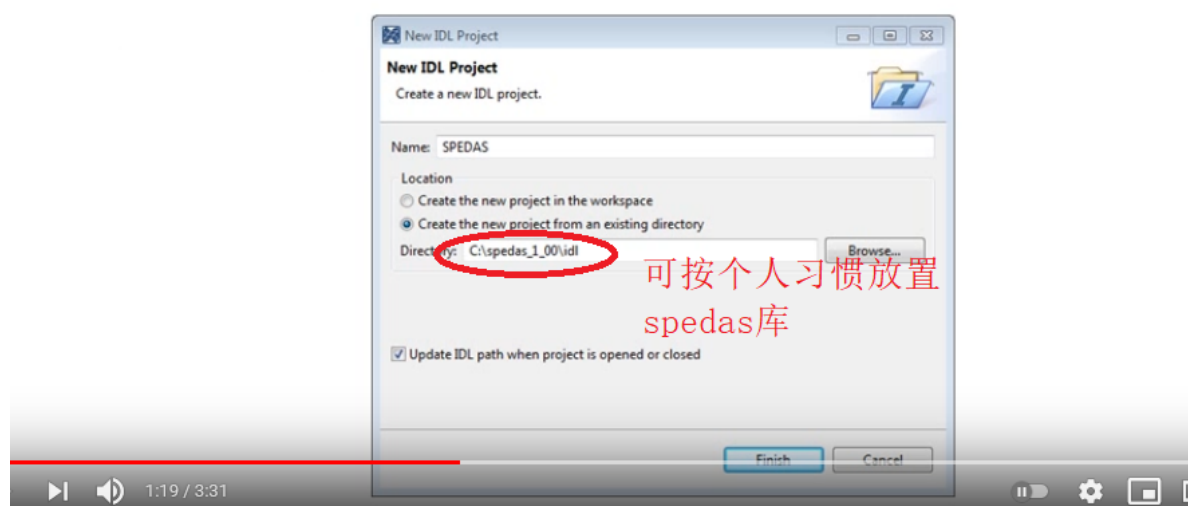 New IDL Project
New IDL Project
Create a new IDL project.
Name: SPEDAS
Location
Create the new project in the workspace
Create the new project from an existing directory
Directory: C:\spedas_1_00\idl Browse...
可按个人习惯放置
spedas库
Update IDL path when project is opened or closed
Finish Cancel
1:19 / 3:31